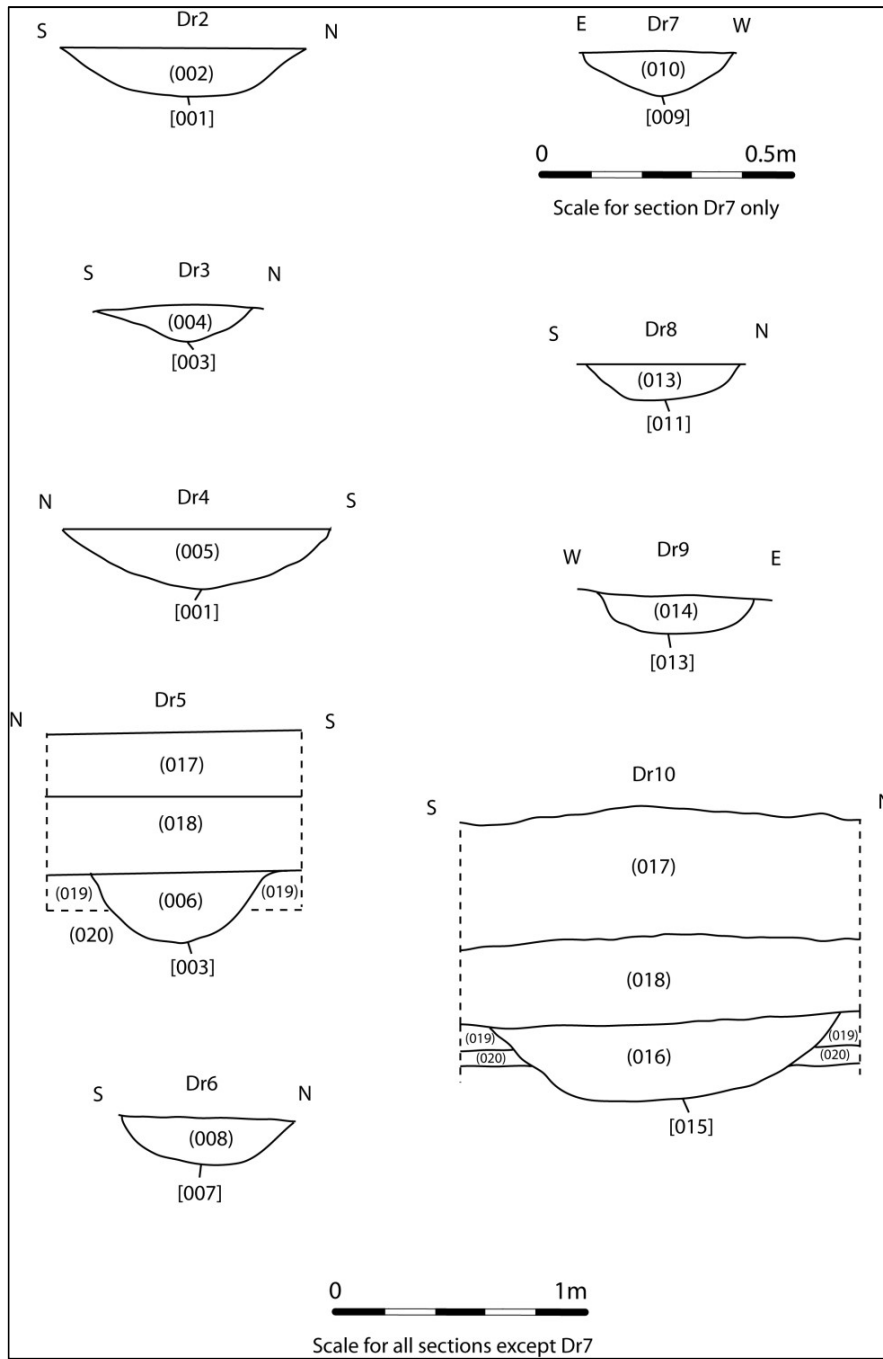 Dr2
S N
(002)
[001]
Dr3
S N
(004)
[003]
Dr4
N S
(005)
[001]
Dr5
N S
(017)
(018)
(019) (006) (019)
(020)
[003]
Dr6
S N
(008)
[007]
Dr7
E W
(010)
[009]
0 0.5m
Scale for section Dr7 only
Dr8
S N
(013)
[011]
Dr9
W E
(014)
[013]
Dr10
S N
(017)
(018)
(019) (016) (019)
(020) (020)
[015]
0 1m
Scale for all sections except Dr7